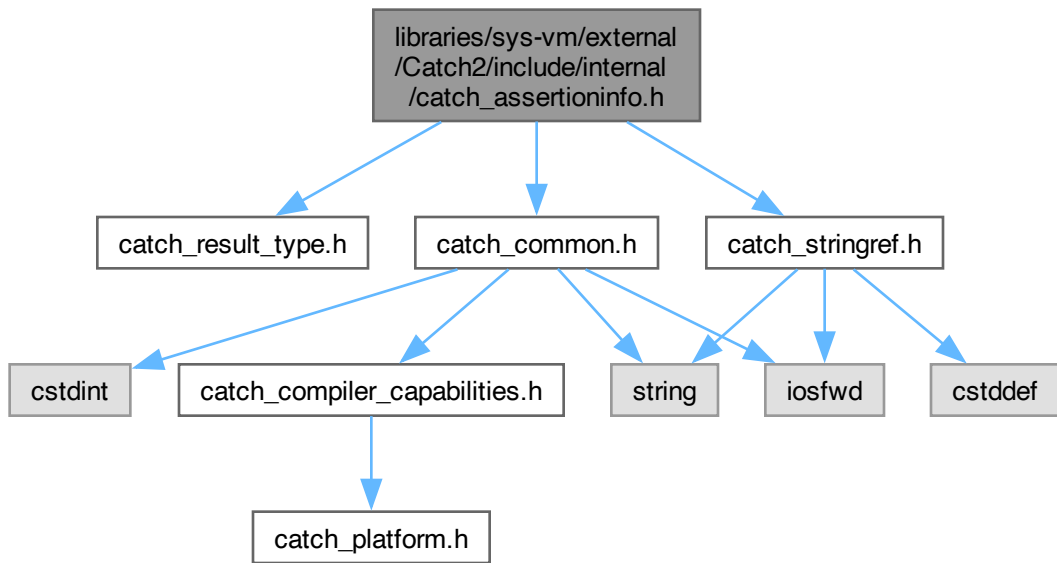 libraries/sys-vm/external
/Catch2/include/internal
/catch_assertioninfo.h
catch_result_type.h
catch_common.h
catch_stringref.h
cstdint
catch_compiler_capabilities.h
string
iosfwd
cstddef
catch_platform.h